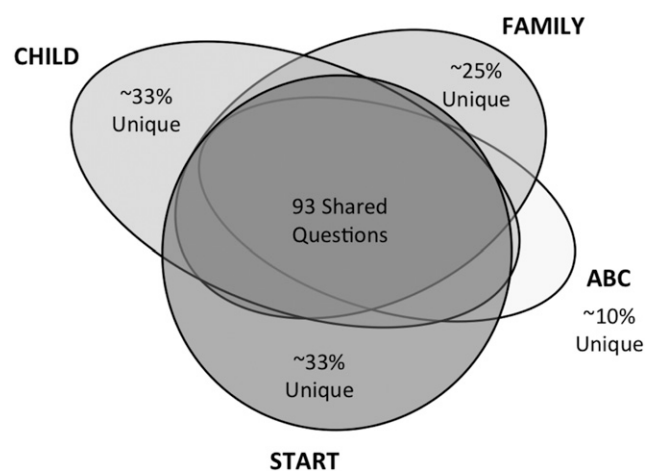 FAMILY
CHILD
~25%
Unique
~33%
Unique
93 Shared
Questions
ABC
~10%
Unique
~33%
Unique
START